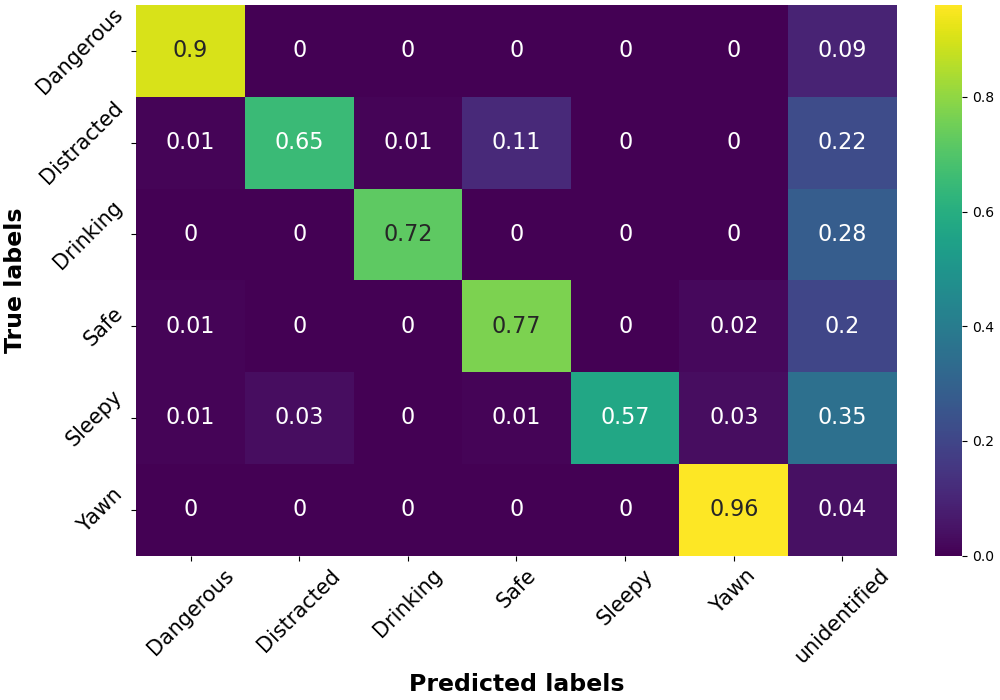 Dangerous 0.9 0 0 0 0 0 0.09
Distracted 0.01 0.65 0.01 0.11 0 0 0.22
Drinking 0 0 0.72 0 0 0 0.28
Safe 0.01 0 0 0.77 0 0.02 0.2
Sleepy 0.01 0.03 0 0.01 0.57 0.03 0.35
Yawn 0 0 0 0 0 0.96 0.04
True labels
Dangerous Distracted Drinking Safe Sleepy Yawn unidentified
Predicted labels
0.8
0.6
0.4
0.2
0.0